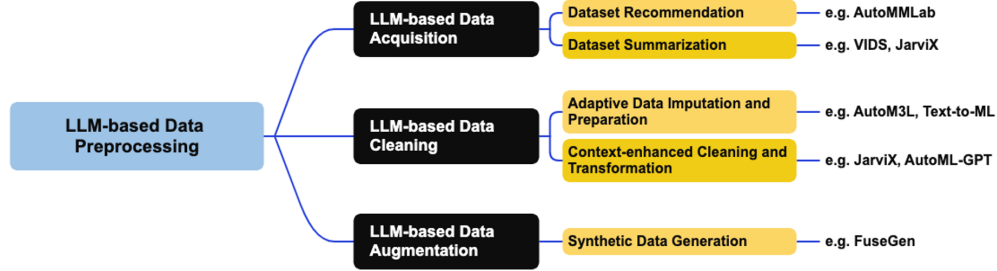 LLM-based Data
Preprocessing
LLM-based Data
Acquisition
Dataset Recommendation
e.g. AutoMMLab
Dataset Summarization
e.g. VIDS, JarviX
LLM-based Data
Cleaning
Adaptive Data Imputation and
Preparation
e.g. AutoM3L, Text-to-ML
Context-enhanced Cleaning and
Transformation
e.g. JarviX, AutoML-GPT
LLM-based Data
Augmentation
Synthetic Data Generation
e.g. FuseGen